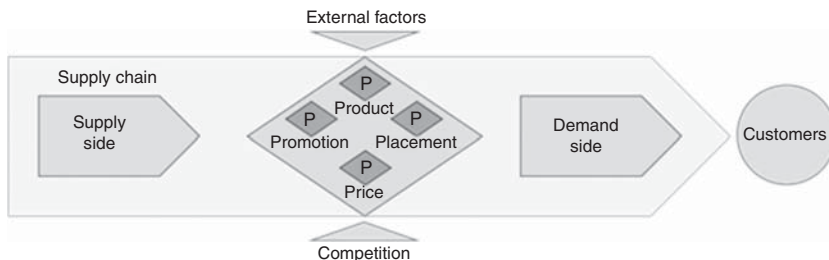 External factors
Supply chain
Supply
side
P
Product
P
Promotion
P
Placement
P
Price
Demand
side
Customers
Competition